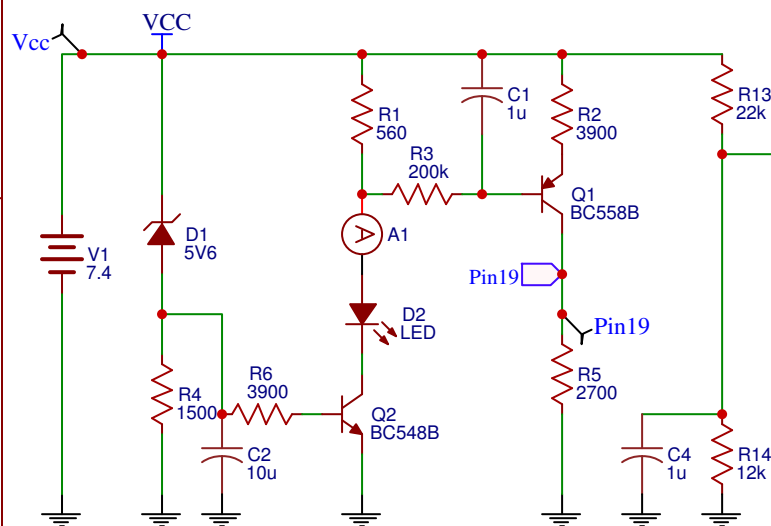 VCC
Vcc
R1
560
C1
1u
R2
3900
R13
22k
R3
200k
Q1
BC558B
D1
5V6
A
A1
V1
7.4
Pin19
D2
LED
Pin19
R6
3900
R4
1500
R5
2700
Q2
BC548B
C2
10u
C4
1u
R14
12k